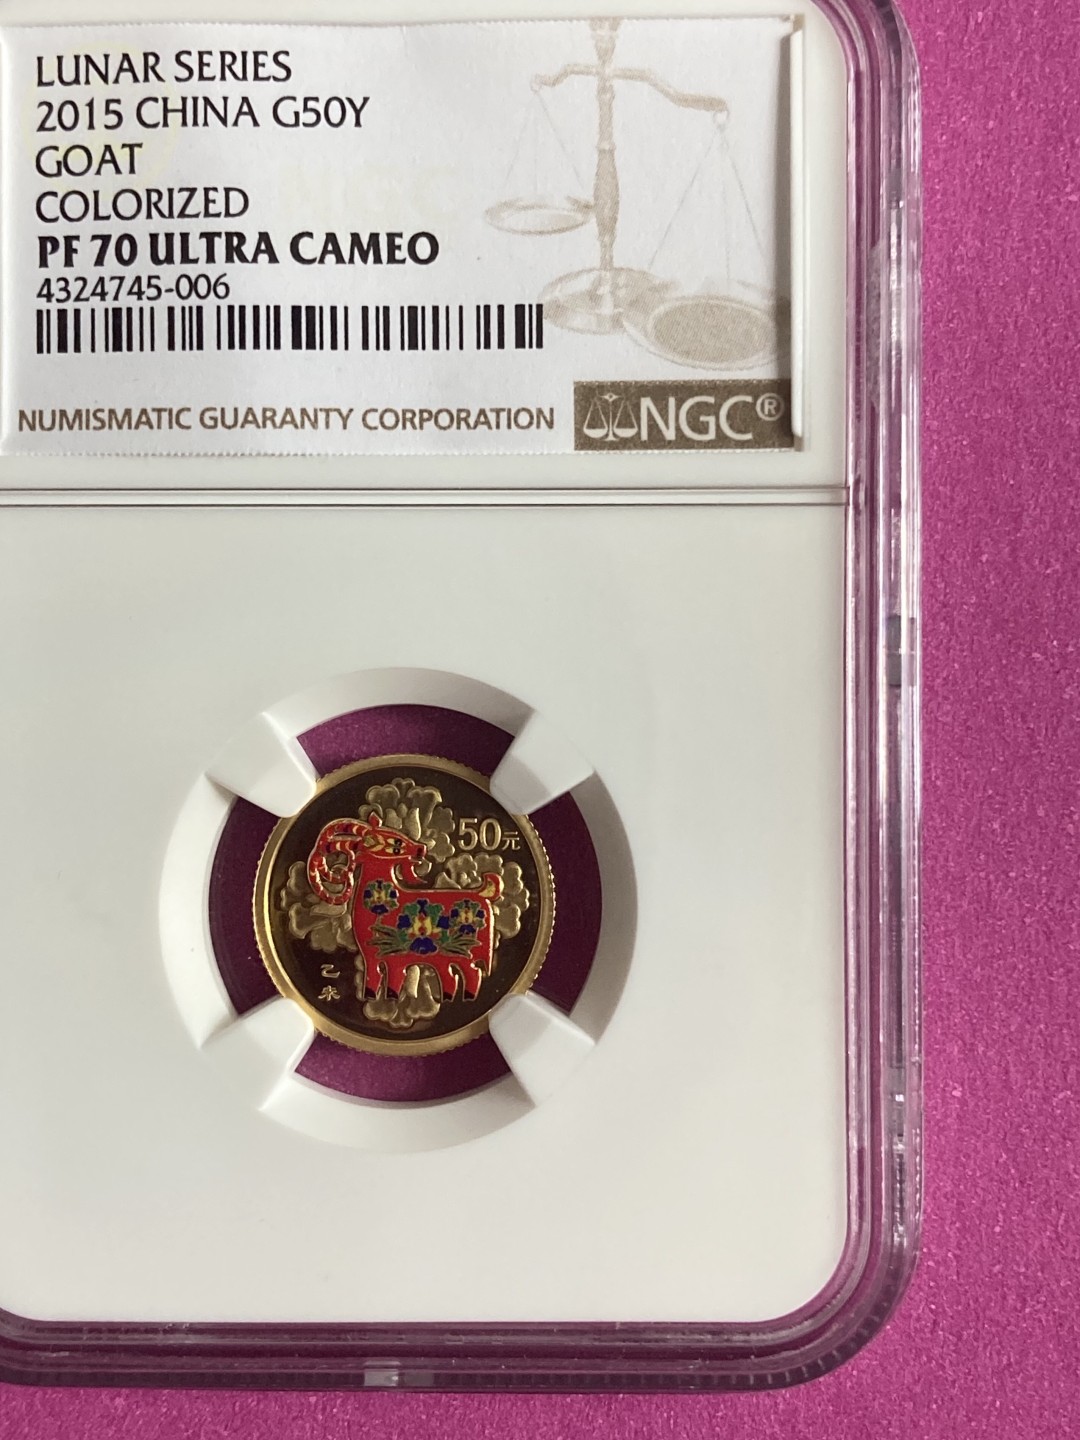 LUNAR SERIES
2015 CHINA G50Y
GOAT
COLORIZED
PF 70 ULTRA CAMEO
4324745-006
NUMISMATIC GUARANTY CORPORATION
NGC®
50元
乙
未